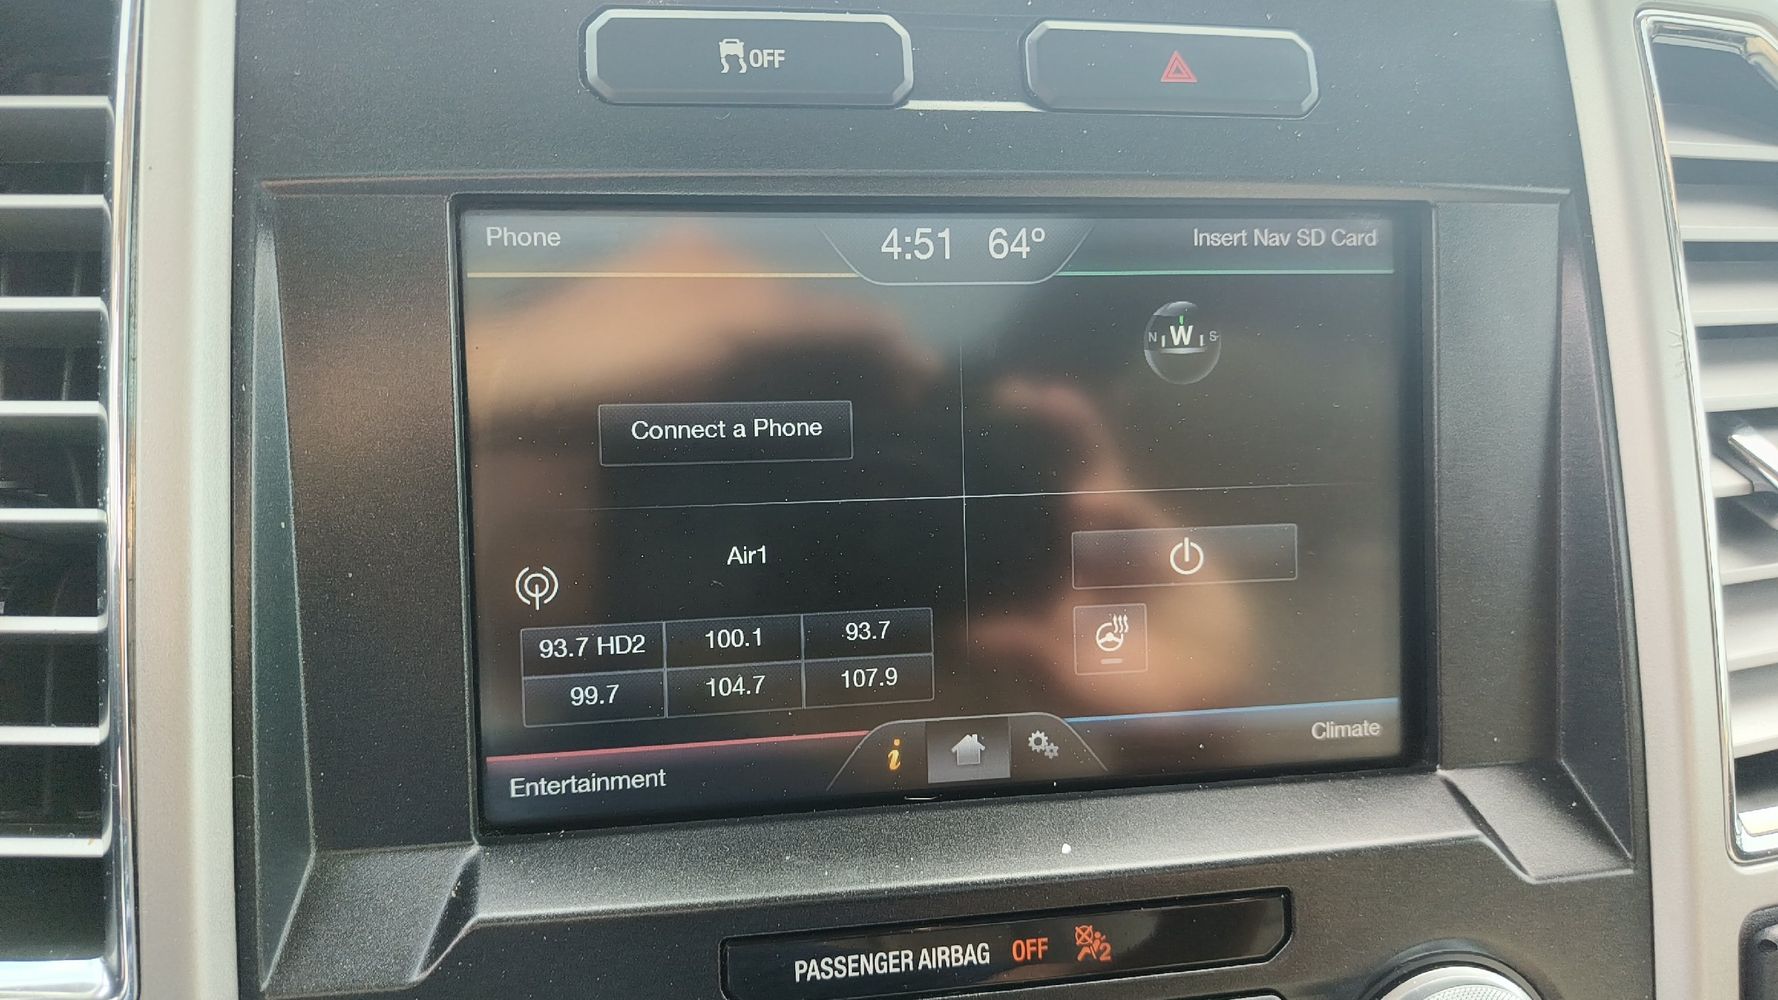 OFF
Phone
4:51 64°
Insert Nav SD Card
N W S
Connect a Phone
Air1
93.7 HD2 100.1 93.7
99.7 104.7 107.9
i
Climate
Entertainment
PASSENGER AIRBAG OFF 2